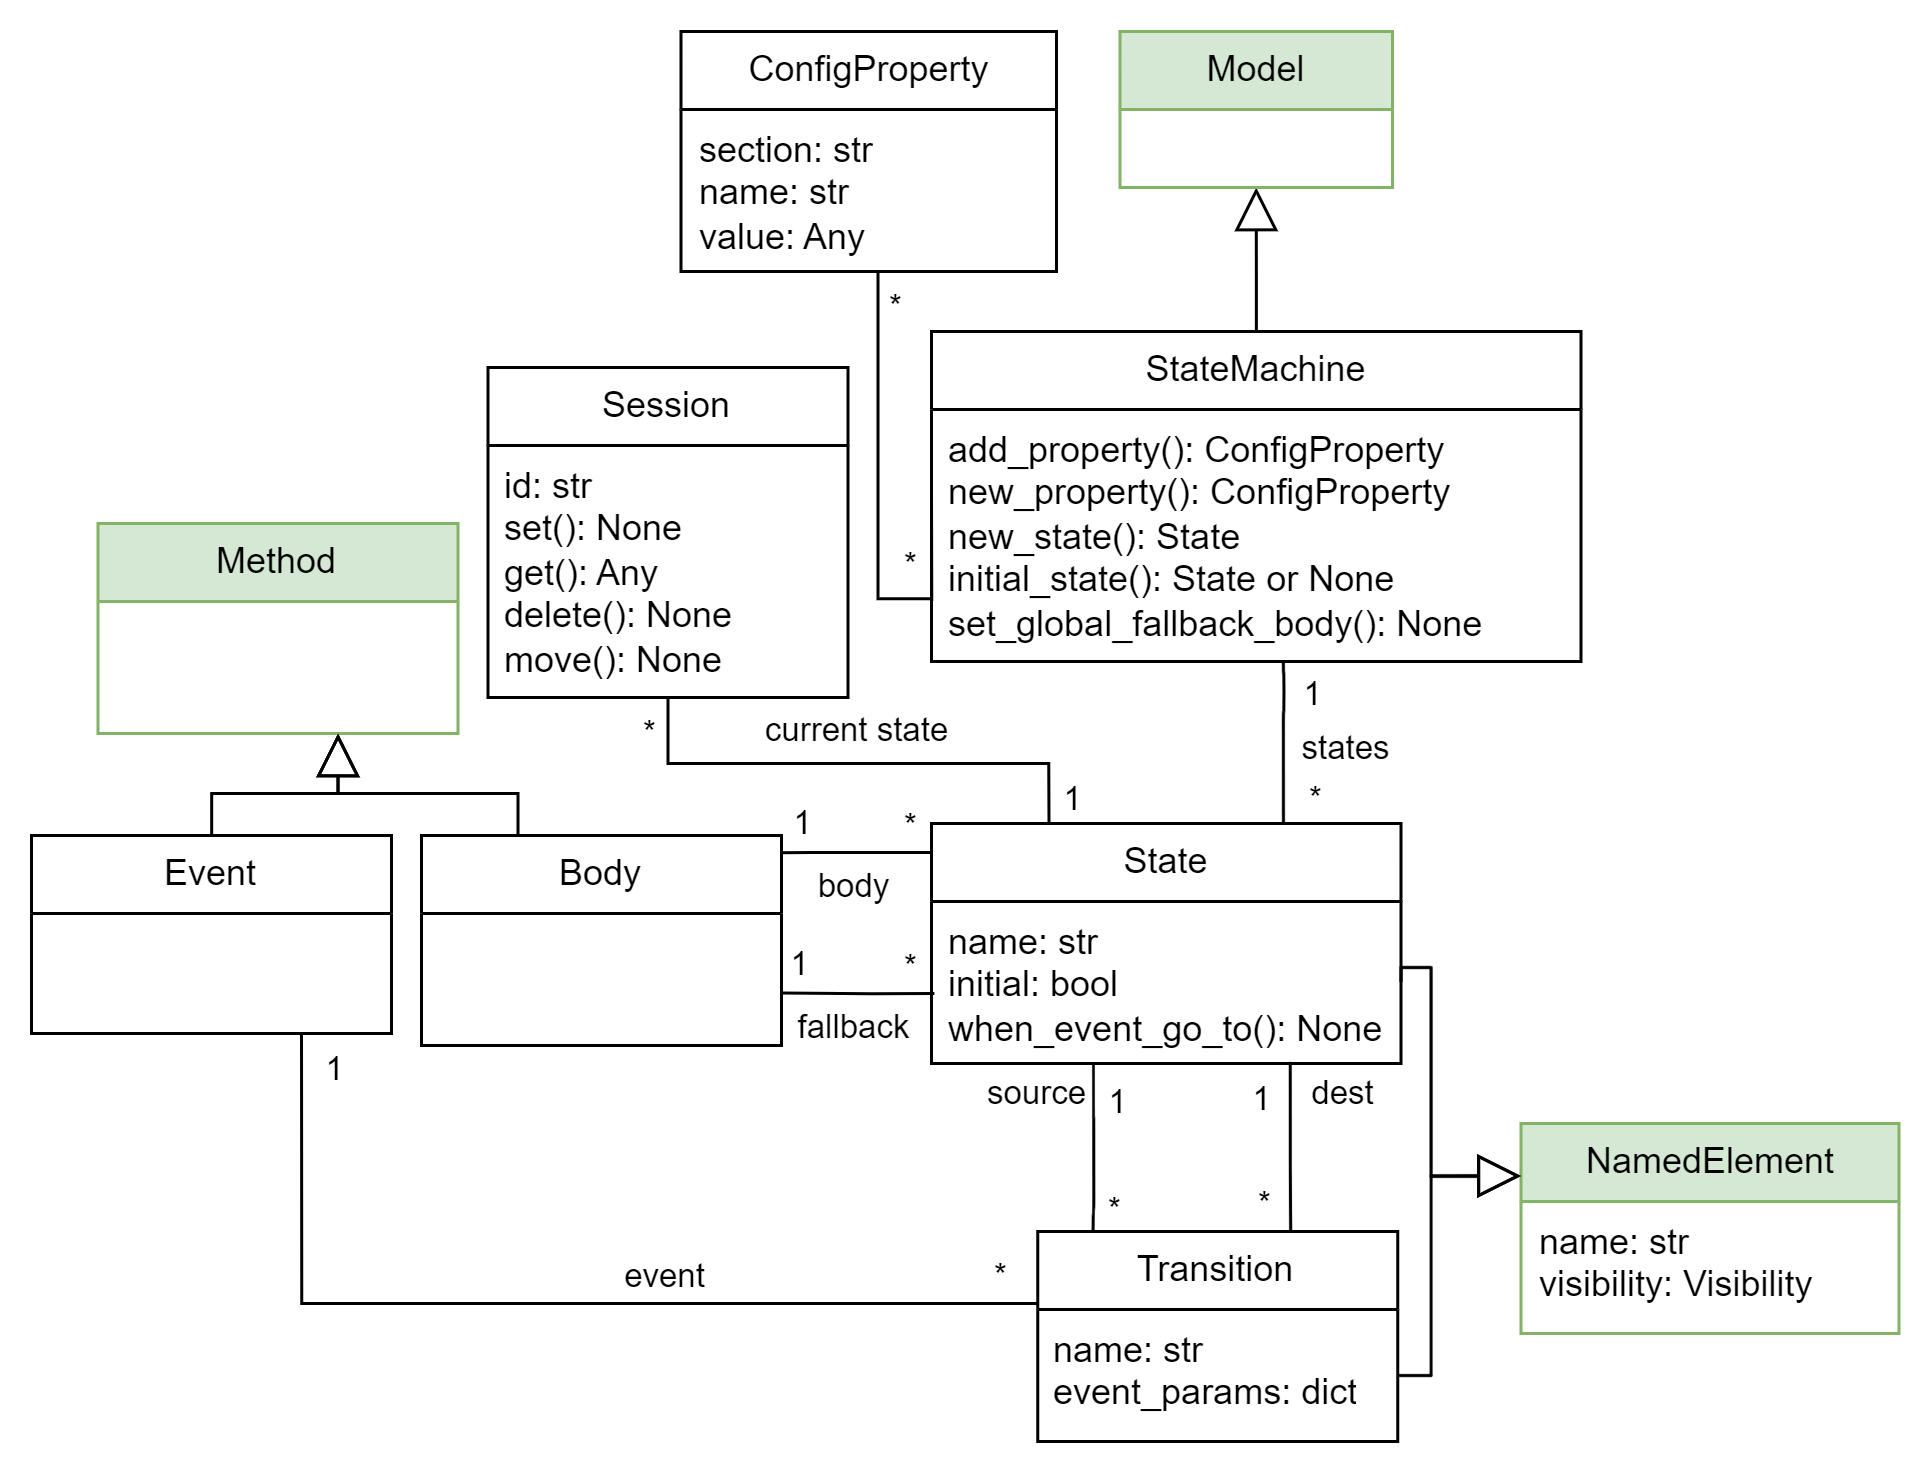 ConfigProperty
section: str
name: str
value: Any
*
Model
StateMachine
add_property(): ConfigProperty
new_property(): ConfigProperty
new_state(): State
initial_state(): State or None
set_global_fallback_body(): None
*
1
states
*
Session
id: str
set(): None
get(): Any
delete(): None
move(): None
*
current state
1
Method
Event
1
Body
1
*
body
1
*
fallback
State
name: str
initial: bool
when_event_go_to(): None
source
1
1
dest
*
*
NamedElement
name: str
visibility: Visibility
event
*
Transition
name: str
event_params: dict